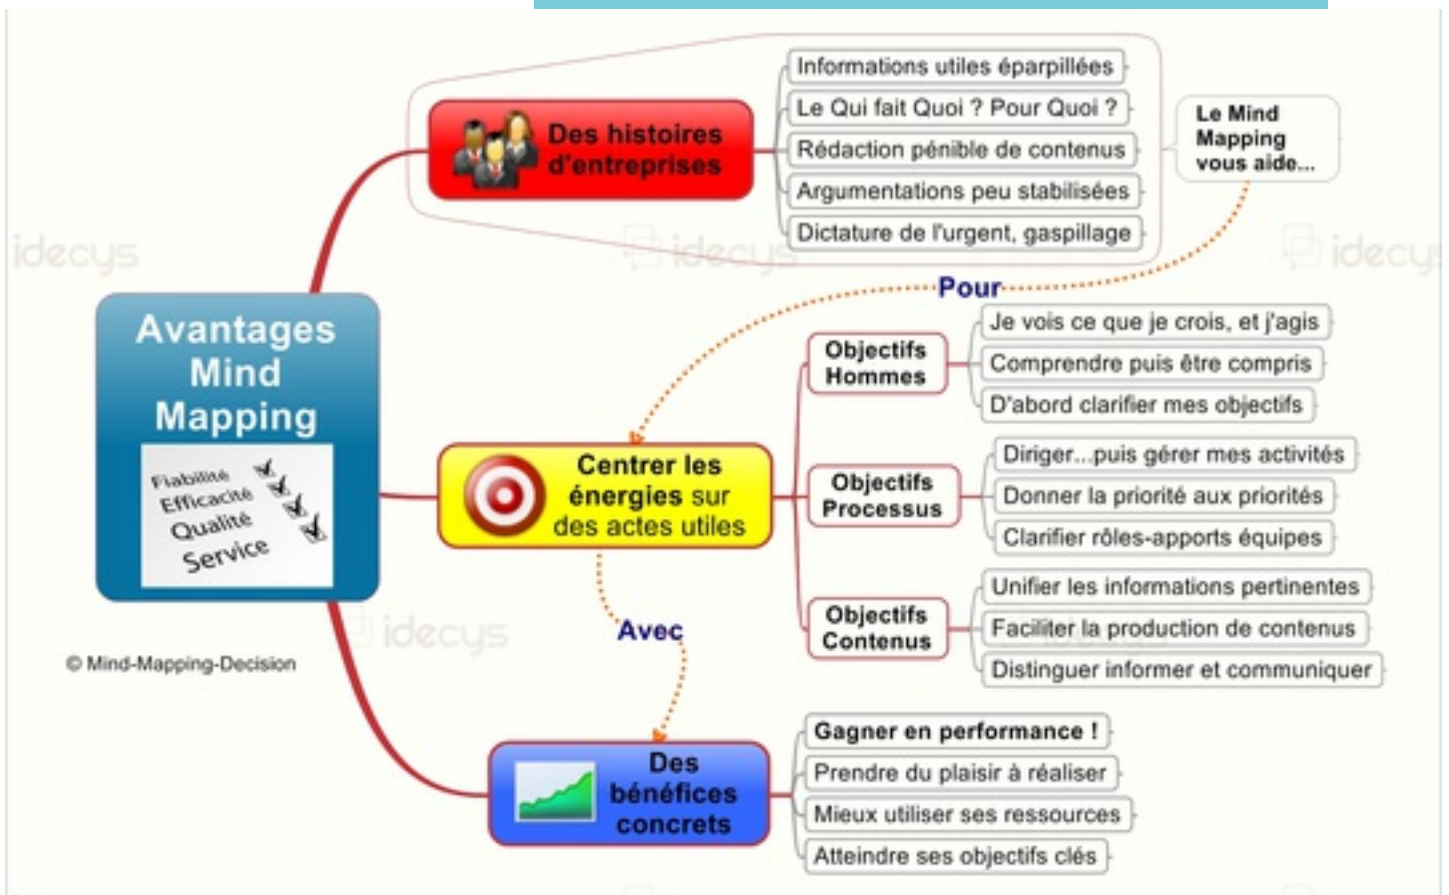 Des histoires
d'entreprises
Informations utiles éparpillées
Le Qui fait Quoi ? Pour Quoi ?
Rédaction pénible de contenus
Argumentations peu stabilisées
Dictature de l'urgent, gaspillage
Le Mind
Mapping
vous aide...
idecys
idecys
idecys
Pour
Avantages
Mind
Mapping
Fiabilité
Efficacité
Qualité
Service
Centrer les
énergies sur
des actes utiles
Objectifs
Hommes
Je vois ce que je crois, et j'agis
Comprendre puis être compris
D'abord clarifier mes objectifs
Objectifs
Processus
Diriger...puis gérer mes activités
Donner la priorité aux priorités
Clarifier rôles-apports équipes
Objectifs
Contenus
Unifier les informations pertinentes
Faciliter la production de contenus
Distinguer informer et communiquer
Avec
idecys
© Mind-Mapping-Decision
Des
bénéfices
concrets
Gagner en performance !
Prendre du plaisir à réaliser
Mieux utiliser ses ressources
Atteindre ses objectifs clés